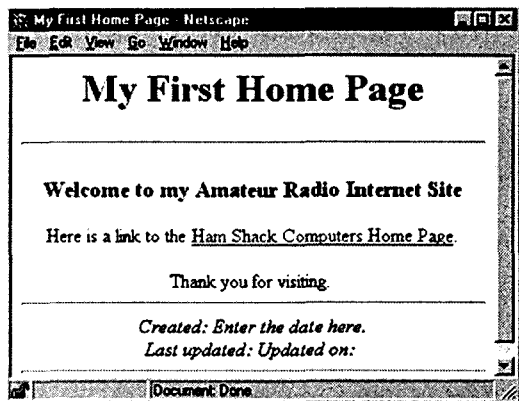 My First Home Page - Netscape
File Edit View Go Window Help
My First Home Page
Welcome to my Amateur Radio Internet Site
Here is a link to the Ham Shack Computers Home Page.
Thank you for visiting.
Created: Enter the date here.
Last updated: Updated on:
Document: Done